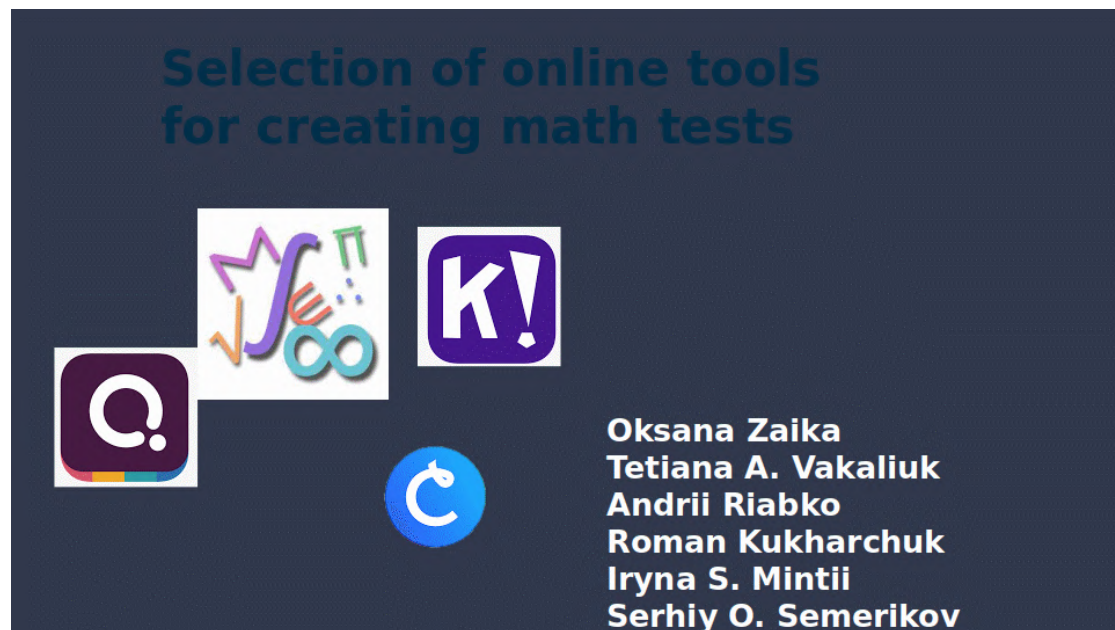 Selection of online tools
for creating math tests
K!
Oksana Zaika
Tetiana A. Vakaliuk
Andrii Riabko
Roman Kukharchuk
Iryna S. Mintii
Serhiy O. Semerikov